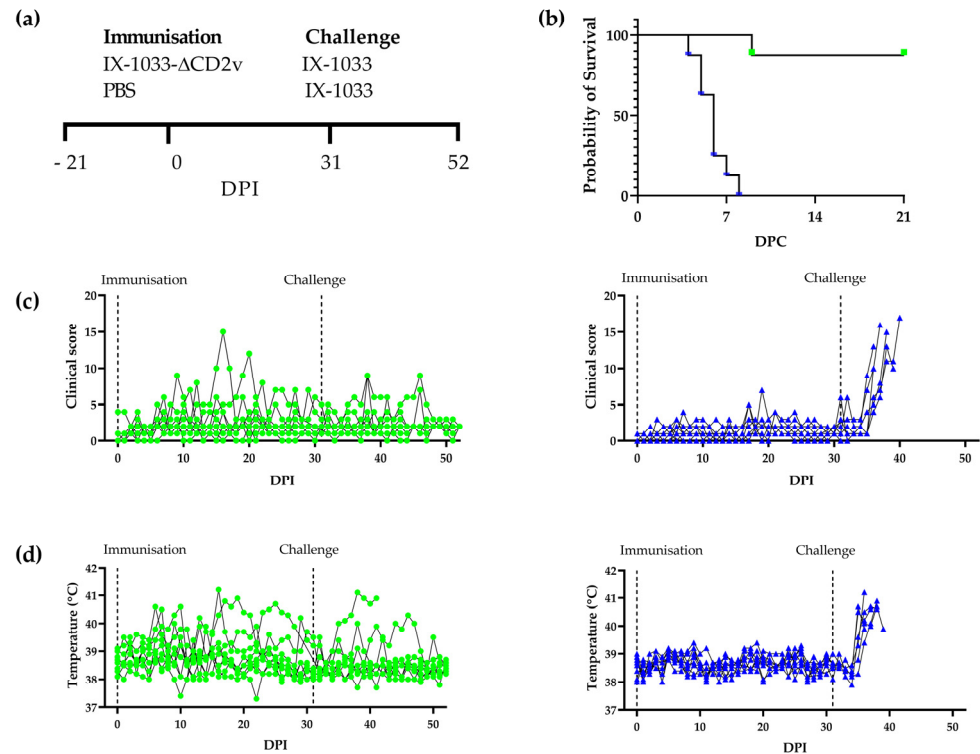 (a)
Immunisation Challenge
IX-1033-ΔCD2v IX-1033
PBS IX-1033
- 21 0 31 52
DPI
(b)
Probability of Survival
100
50
0
0 7 14 21
DPC
(c)
Immunisation Challenge
Clinical score
20
15
10
5
0
0 10 20 30 40 50
DPI
Immunisation Challenge
Clinical score
20
15
10
5
0
0 10 20 30 40 50
DPI
(d)
Immunisation Challenge
Temperature (°C)
42
41
40
39
38
37
0 10 20 30 40 50
DPI
Immunisation Challenge
Temperature (°C)
42
41
40
39
38
37
0 10 20 30 40 50
DPI